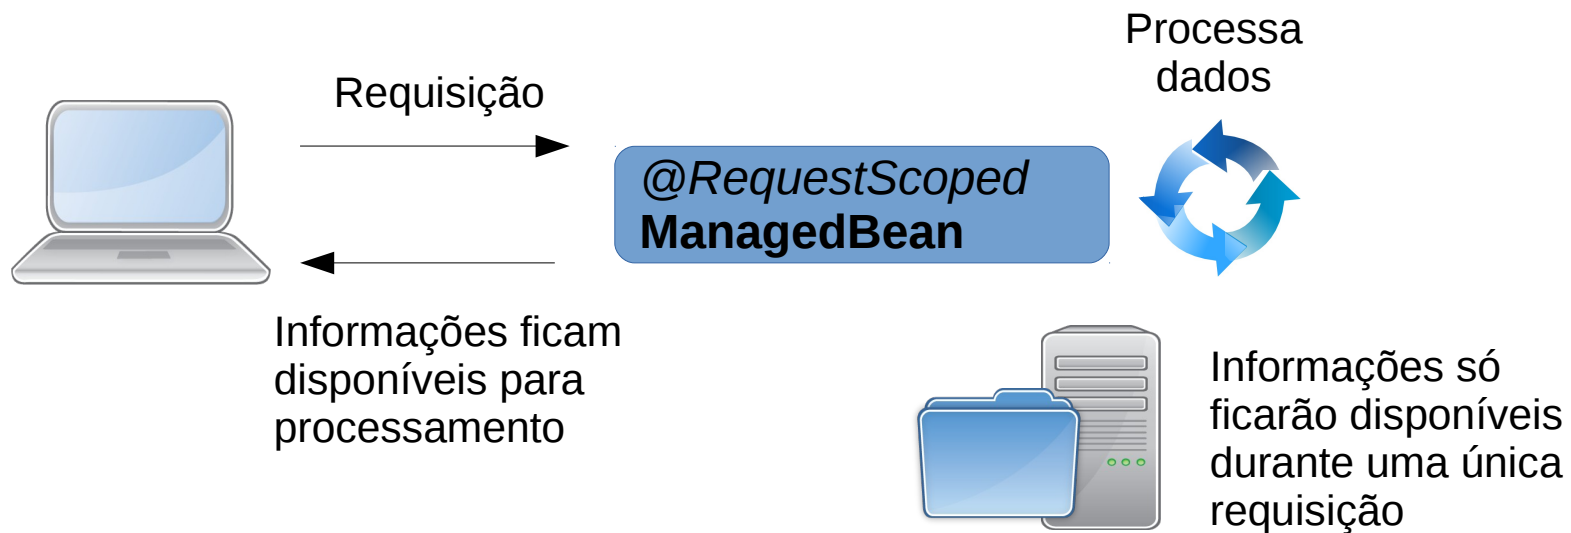 Processa
dados
Requisição
@RequestScoped
ManagedBean
Informações ficam
disponíveis para
processamento
Informações só
ficarão disponíveis
durante uma única
requisição